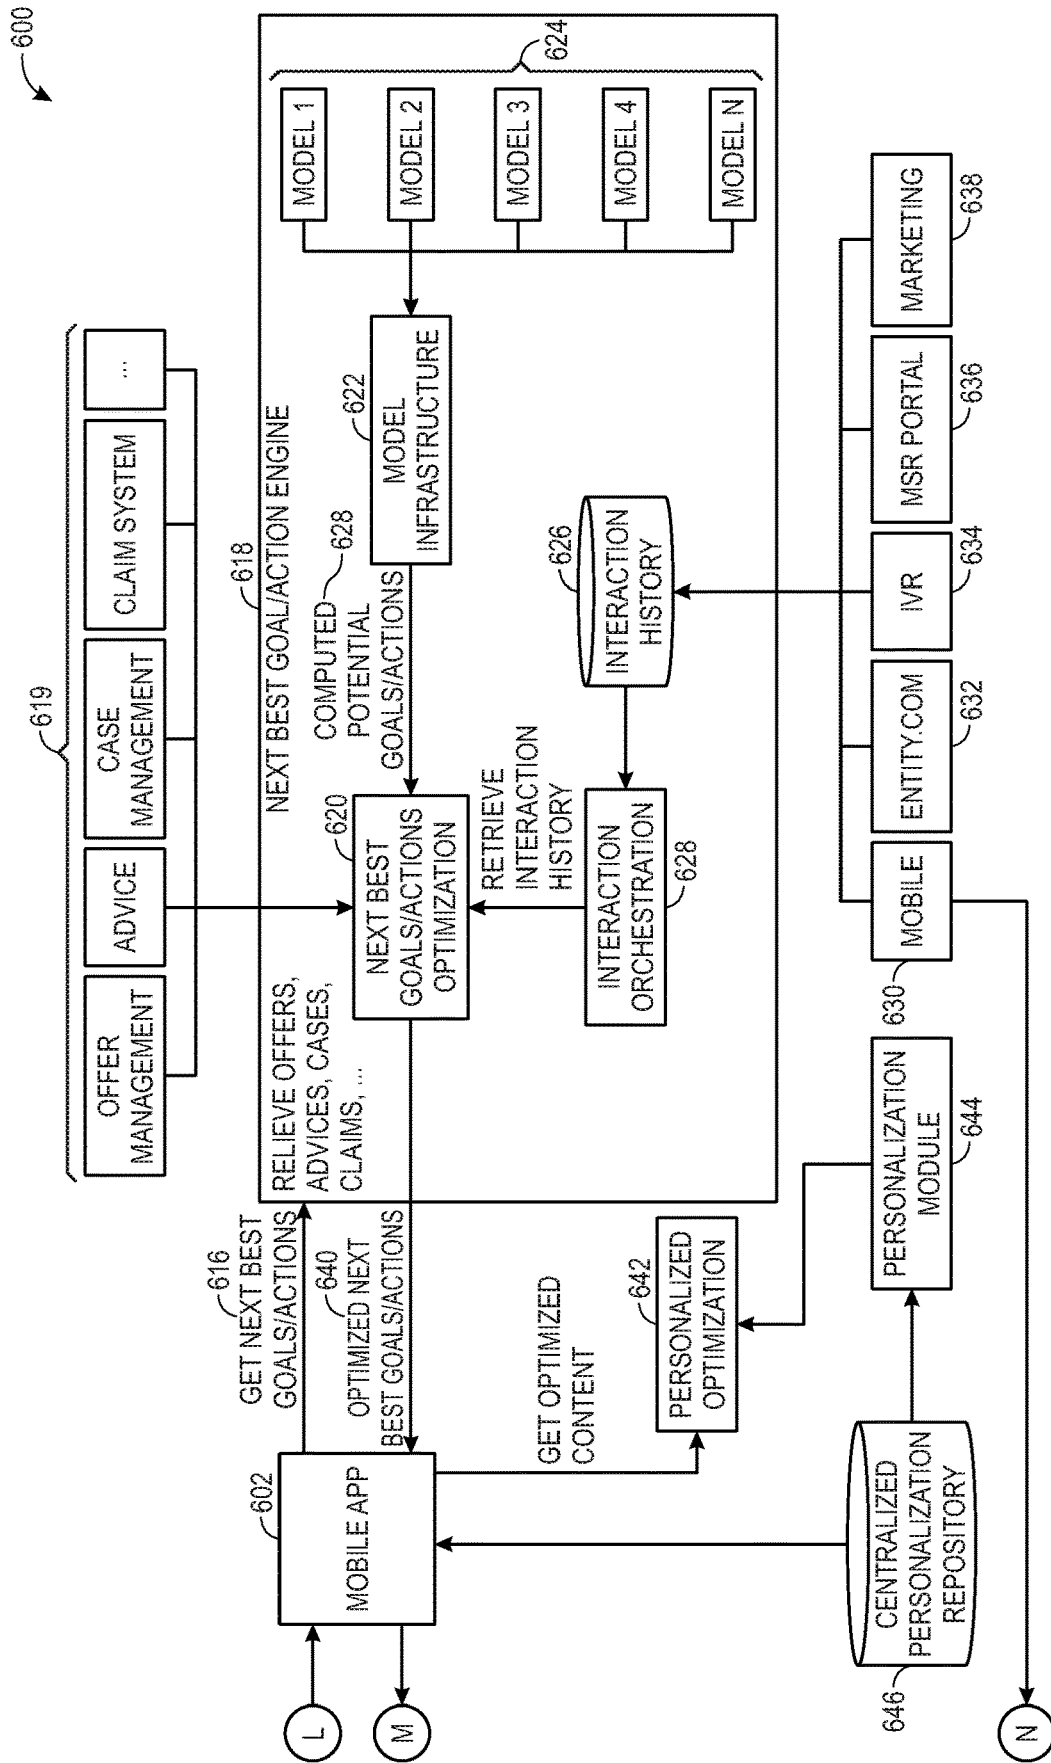 600
619
OFFER
MANAGEMENT
ADVICE
CASE
MANAGEMENT
CLAIM SYSTEM
...
618
NEXT BEST GOAL/ACTION ENGINE
RELIEVE OFFERS,
ADVICES, CASES,
CLAIMS, ...
616
GET NEXT BEST
GOALS/ACTIONS
640
OPTIMIZED NEXT
BEST GOALS/ACTIONS
602
MOBILE APP
L
M
620
NEXT BEST
GOALS/ACTIONS
OPTIMIZATION
COMPUTED
628
POTENTIAL
GOALS/ACTIONS
622
MODEL
INFRASTRUCTURE
MODEL 1
MODEL 2
MODEL 3
MODEL 4
MODEL N
624
RETRIEVE
INTERACTION
HISTORY
INTERACTION
ORCHESTRATION
628
626
INTERACTION
HISTORY
GET OPTIMIZED
CONTENT
642
PERSONALIZED
OPTIMIZATION
CENTRALIZED
PERSONALIZATION
REPOSITORY
646
PERSONALIZATION
MODULE
644
MOBILE
630
ENTITY.COM
632
IVR
634
MSR PORTAL
636
MARKETING
638
N